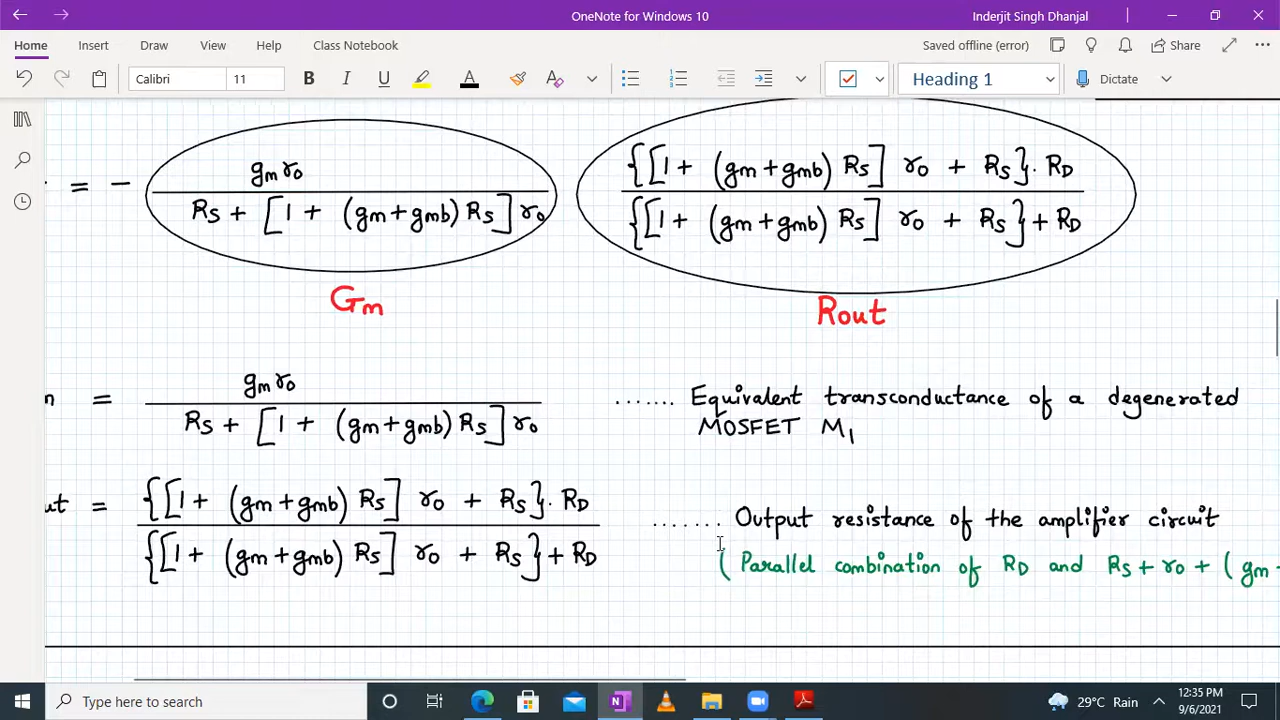 OneNote for Windows 10
Inderjit Singh Dhanjal
Home Insert Draw View Help Class Notebook
Saved offline (error)
Share
Calibri 11 B I U A
Heading 1
Dictate
= - gm ro / Rs + [1 + (gm + gmb) Rs] ro
{[1 + (gm + gmb) Rs] ro + Rs} . RD / {[1 + (gm + gmb) Rs] ro + Rs} + RD
Gm
Rout
m = gm ro / Rs + [1 + (gm + gmb) Rs] ro
....... Equivalent transconductance of a degenerated
MOSFET M1
ut = {[1 + (gm + gmb) Rs] ro + Rs} . RD / {[1 + (gm + gmb) Rs] ro + Rs} + RD
....... Output resistance of the amplifier circuit
( Parallel combination of RD and Rs + ro + ( gm
Type here to search
29°C Rain
12:35 PM
9/6/2021